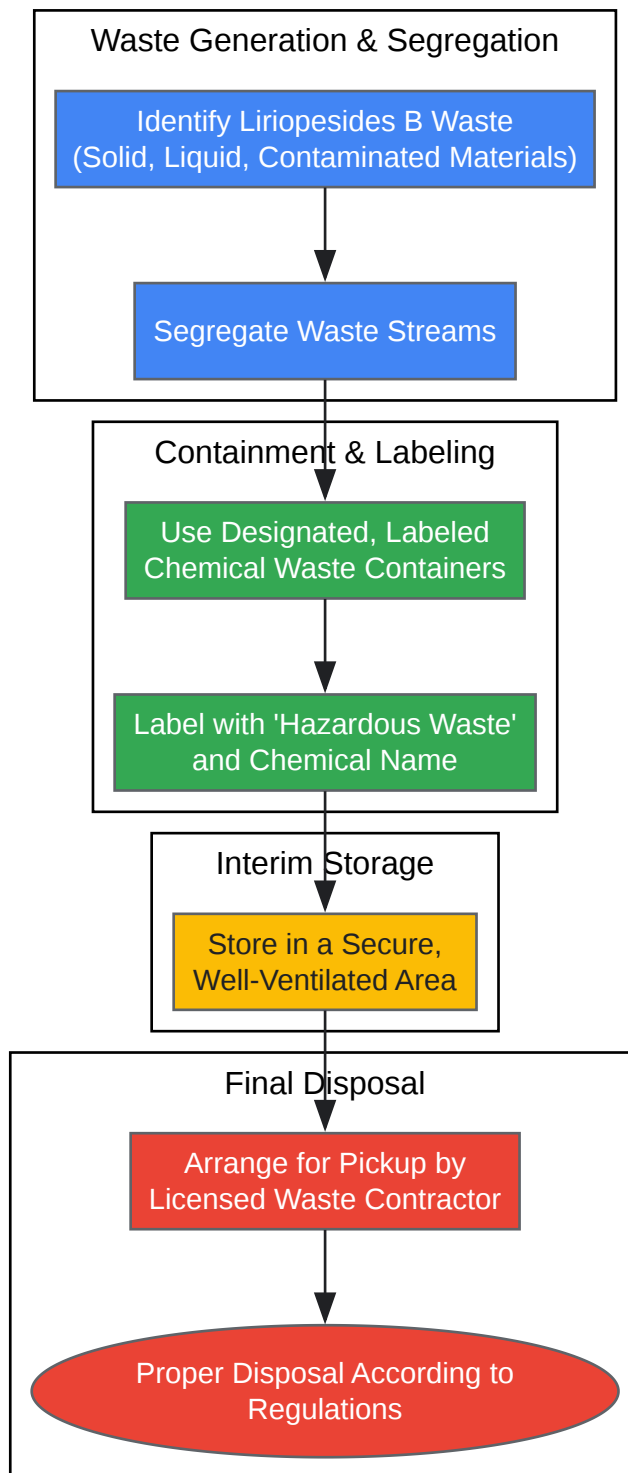 Waste Generation & Segregation
Identify Liriopesides B Waste
(Solid, Liquid, Contaminated Materials)
Segregate Waste Streams
Containment & Labeling
Use Designated, Labeled
Chemical Waste Containers
Label with 'Hazardous Waste'
and Chemical Name
Interim Storage
Store in a Secure,
Well-Ventilated Area
Final Disposal
Arrange for Pickup by
Licensed Waste Contractor
Proper Disposal According to
Regulations